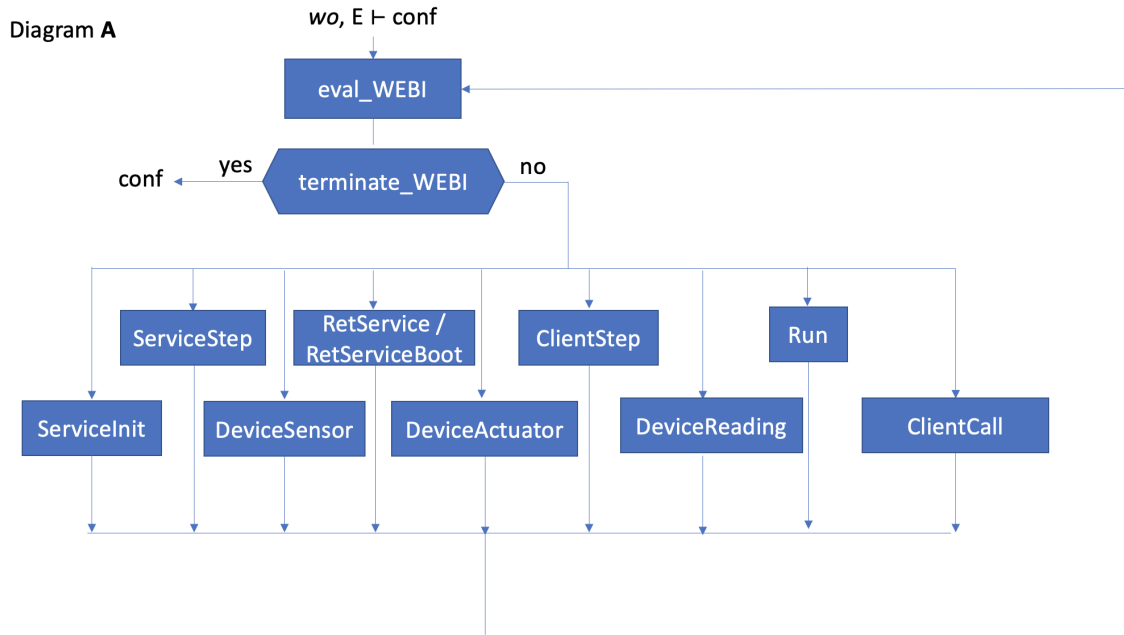 Diagram A
wo, E ⊢ conf
eval_WEBI
terminate_WEBI
yes
no
conf
ServiceStep
RetService /
RetServiceBoot
ClientStep
Run
ServiceInit
DeviceSensor
DeviceActuator
DeviceReading
ClientCall